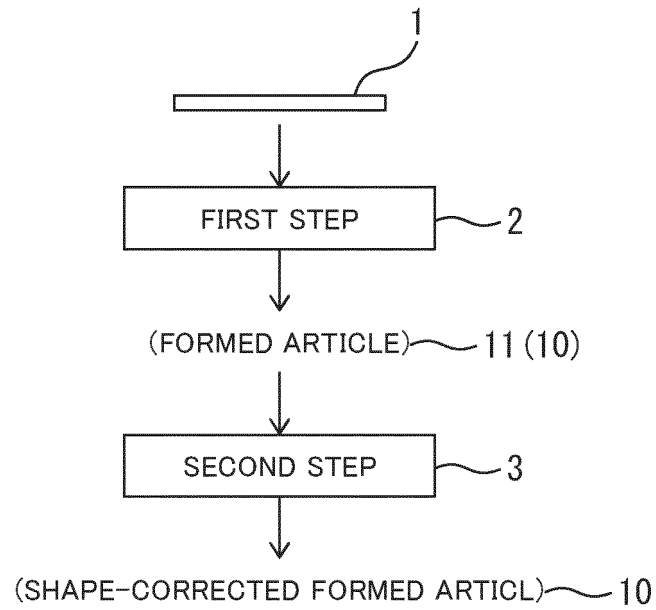 1
FIRST STEP 2
(FORMED ARTICLE) 11 (10)
SECOND STEP 3
(SHAPE-CORRECTED FORMED ARTICL) 10